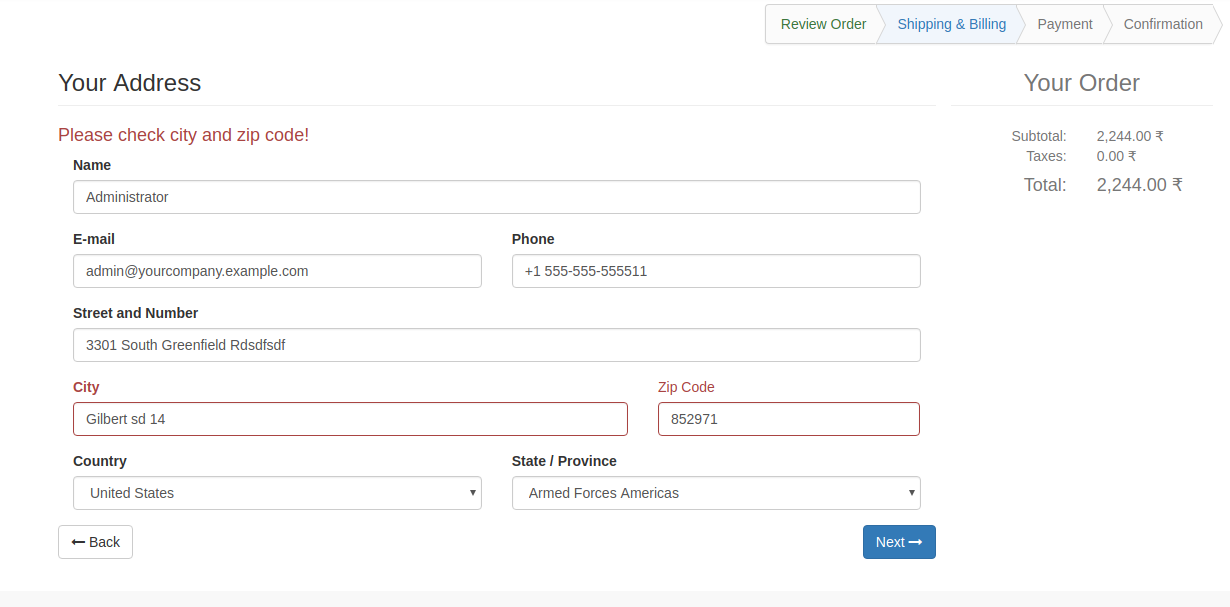 Review Order Shipping & Billing Payment Confirmation
Your Address
Your Order
Please check city and zip code!
Subtotal: 2,244.00 ₹
Taxes: 0.00 ₹
Total: 2,244.00 ₹
Name
Administrator
E-mail Phone
admin@yourcompany.example.com +1 555-555-555511
Street and Number
3301 South Greenfield Rdsdfsdf
City Zip Code
Gilbert sd 14 852971
Country State / Province
United States Armed Forces Americas
Back Next